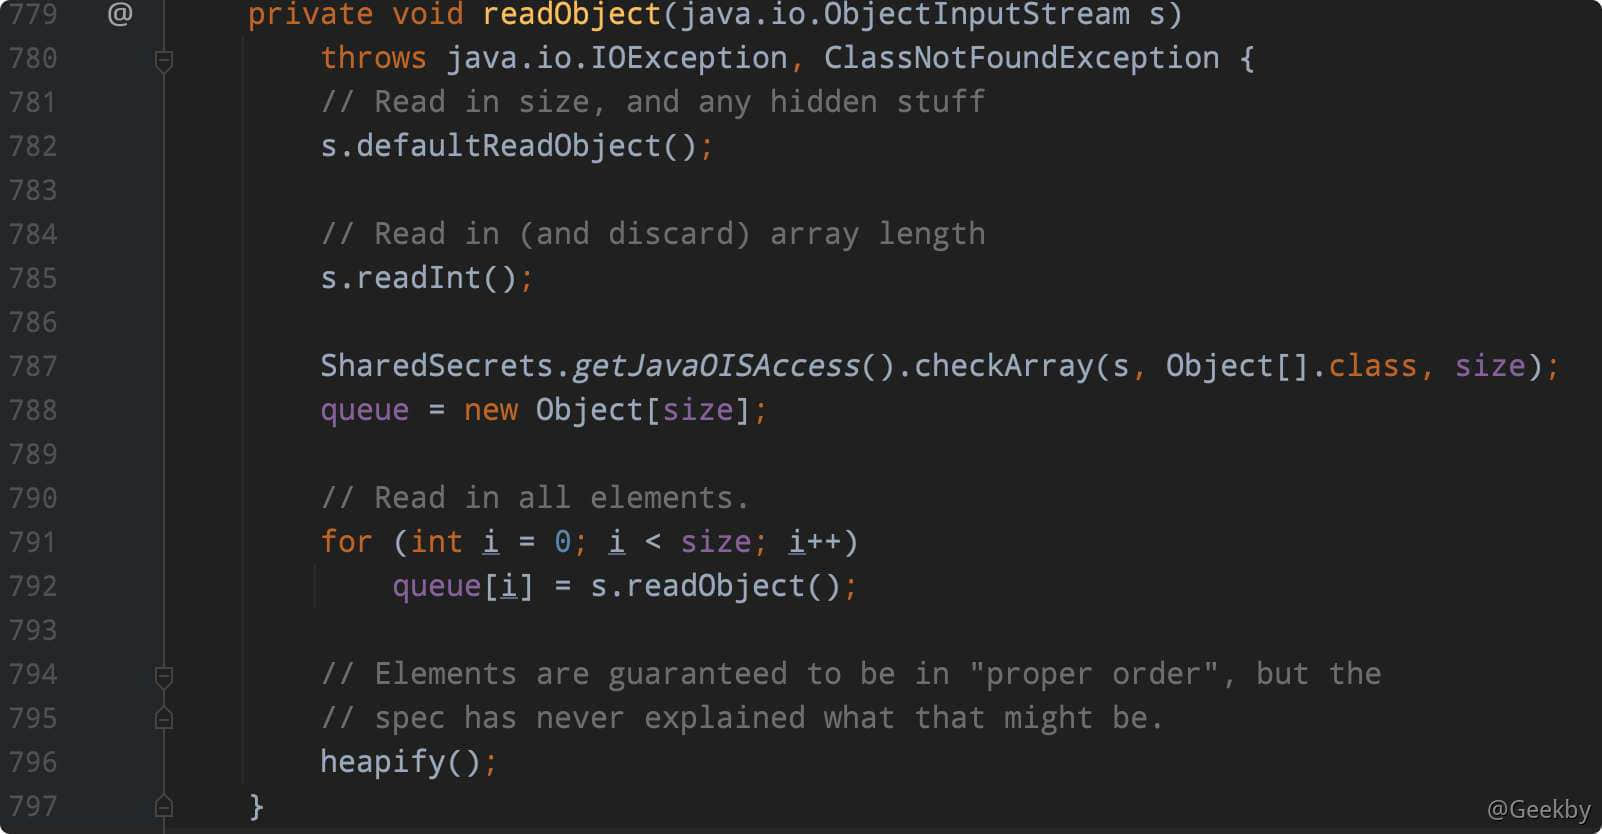 779 @ private void readObject(java.io.ObjectInputStream s)
780 throws java.io.IOException, ClassNotFoundException {
781 // Read in size, and any hidden stuff
782 s.defaultReadObject();
783
784 // Read in (and discard) array length
785 s.readInt();
786
787 SharedSecrets.getJavaOISAccess().checkArray(s, Object[].class, size);
788 queue = new Object[size];
789
790 // Read in all elements.
791 for (int i = 0; i < size; i++)
792 queue[i] = s.readObject();
793
794 // Elements are guaranteed to be in "proper order", but the
795 // spec has never explained what that might be.
796 heapify();
797 }
@Geekby